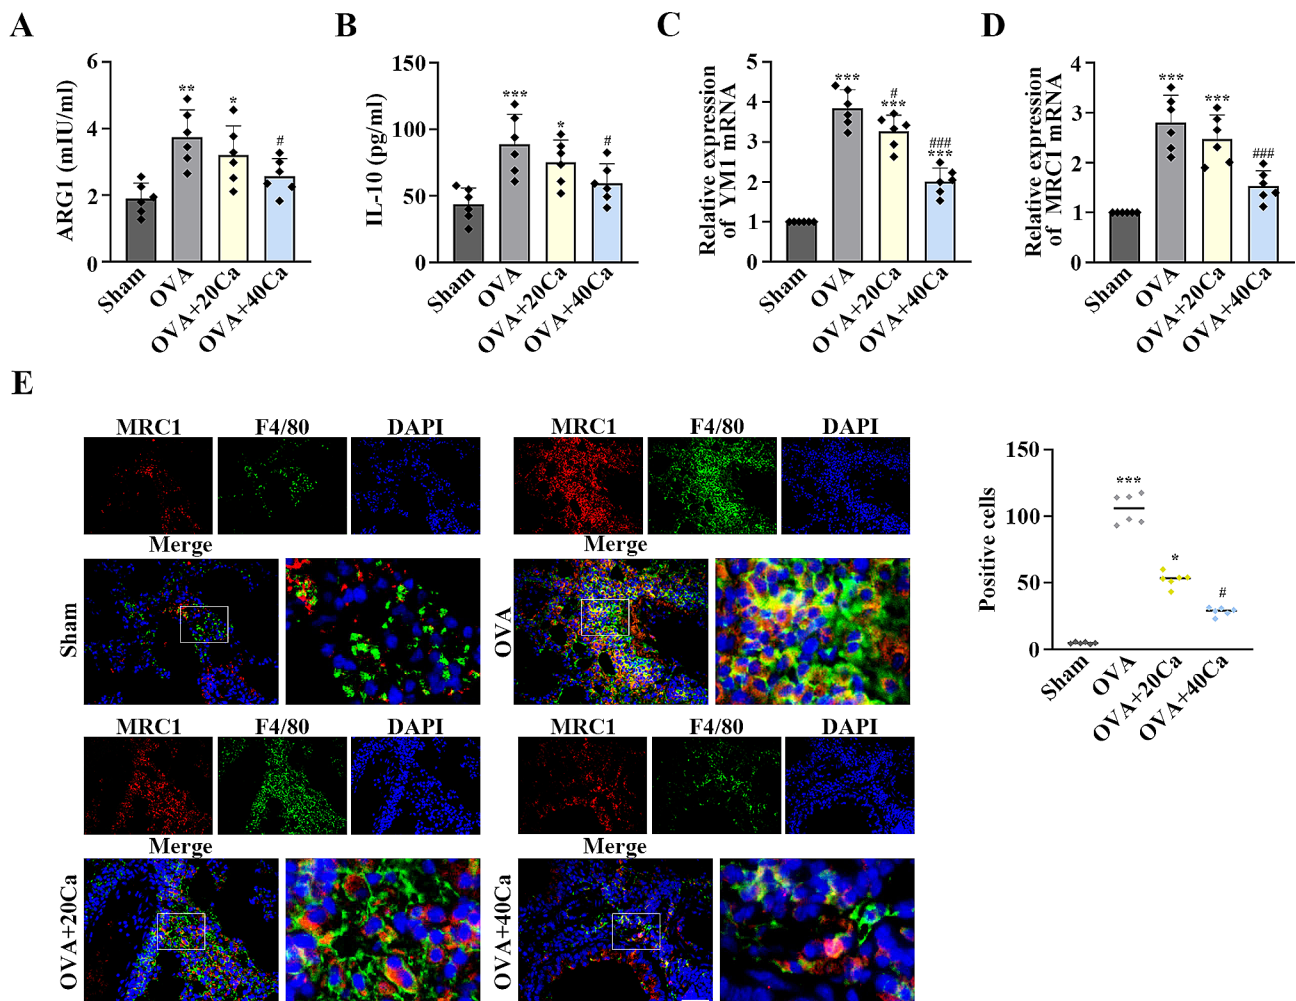 A
ARG1 (mIU/ml)
6
4
2
0
**
*
#
Sham
OVA
OVA+20Ca
OVA+40Ca
B
IL-10 (pg/ml)
150
100
50
0
***
*
#
Sham
OVA
OVA+20Ca
OVA+40Ca
C
Relative expression
of YM1 mRNA
5
4
3
2
1
0
***
#
***
###
***
Sham
OVA
OVA+20Ca
OVA+40Ca
D
Relative expression
of MRC1 mRNA
4
3
2
1
0
***
***
###
Sham
OVA
OVA+20Ca
OVA+40Ca
E
MRC1 F4/80 DAPI
Merge
Sham
MRC1 F4/80 DAPI
Merge
OVA
MRC1 F4/80 DAPI
Merge
OVA+20Ca
MRC1 F4/80 DAPI
Merge
OVA+40Ca
Positive cells
150
100
50
0
***
*
#
Sham
OVA
OVA+20Ca
OVA+40Ca